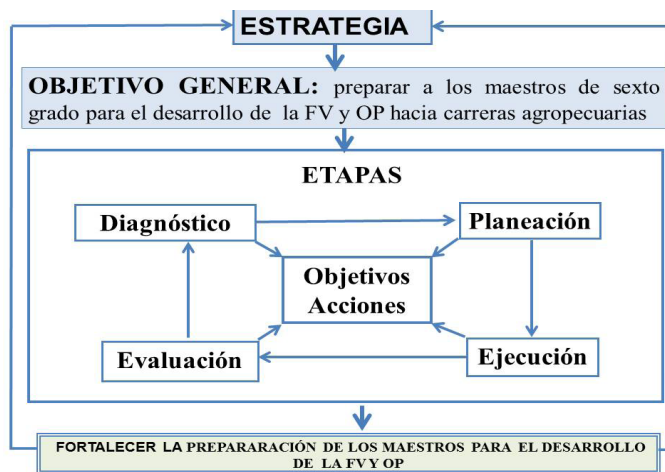 ESTRATEGIA
OBJETIVO GENERAL: preparar a los maestros de sexto
grado para el desarrollo de la FV y OP hacia carreras agropecuarias
ETAPAS
Diagnóstico
Planeación
Objetivos
Acciones
Evaluación
Ejecución
FORTALECER LA PREPARARACIÓN DE LOS MAESTROS PARA EL DESARROLLO
DE LA FV Y OP